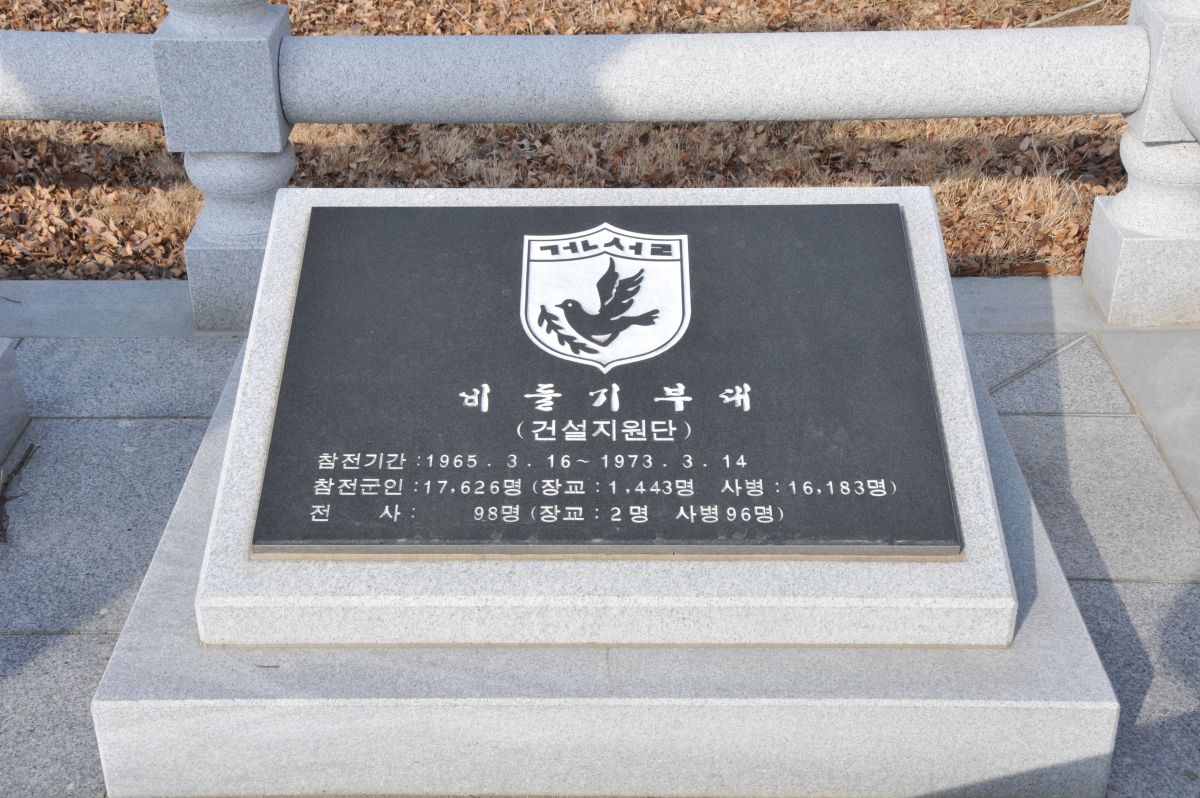 거ㄴ서ㄹ
비둘기부대
(건설지원단)
참전기간 : 1965. 3. 16 ~ 1973. 3. 14
참전군인 : 17,626명 (장교 : 1,443명 사병 : 16,183명)
전 사 : 98명 (장교 : 2명 사병 96명)